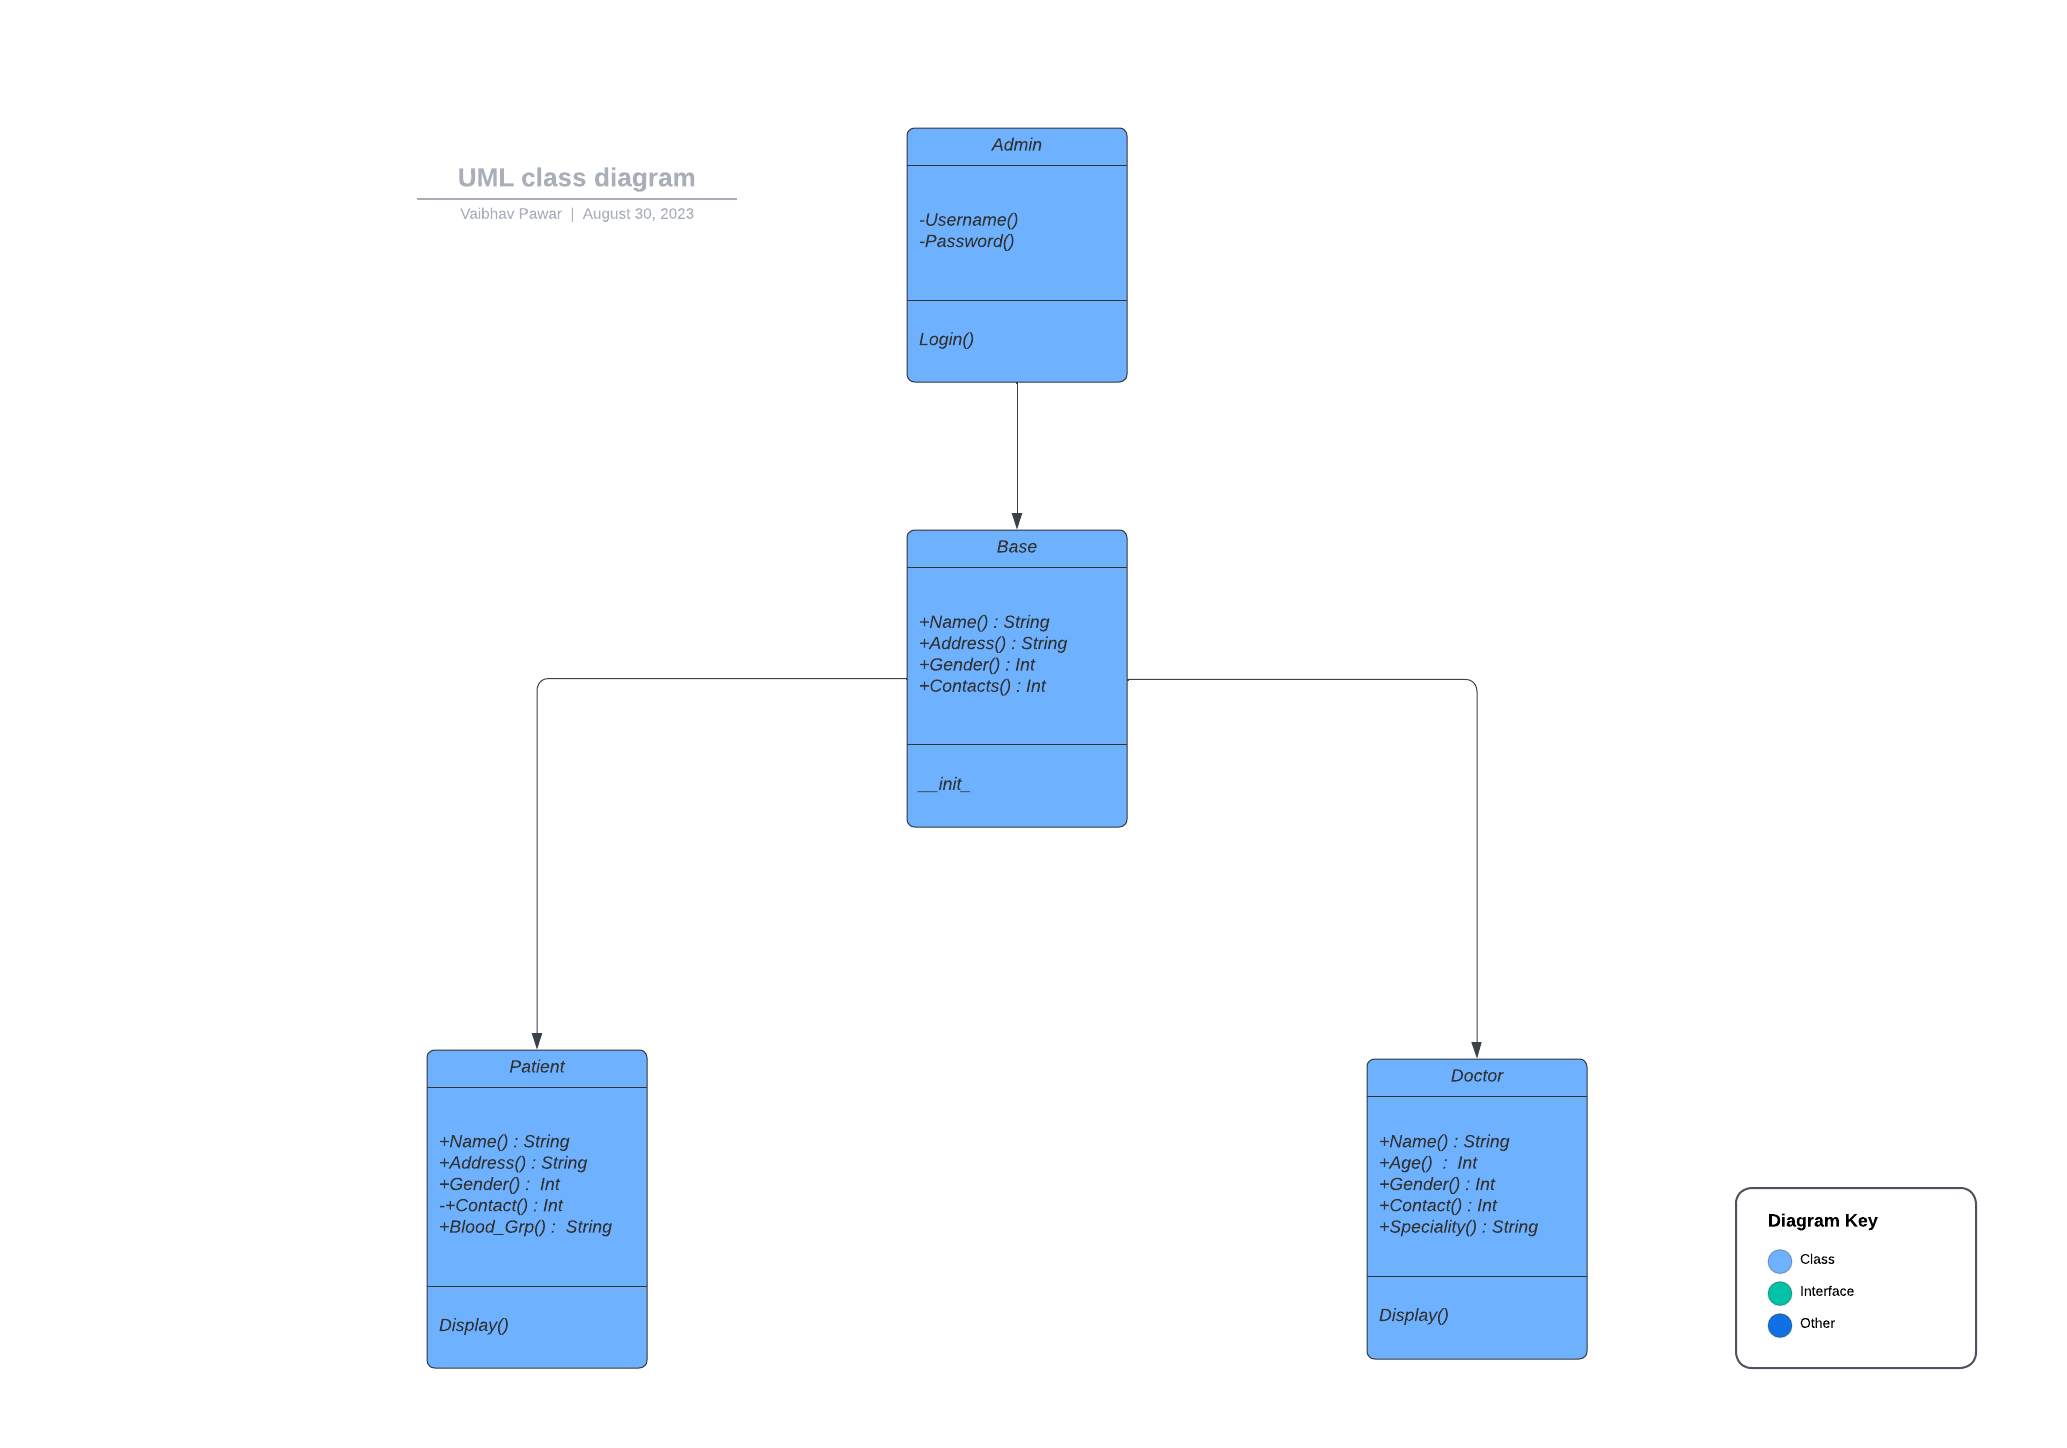 UML class diagram
Vaibhav Pawar | August 30, 2023
Admin
-Username()
-Password()
Login()
Base
+Name() : String
+Address() : String
+Gender() : Int
+Contacts() : Int
__init_
Patient
+Name() : String
+Address() : String
+Gender() :  Int
-+Contact() : Int
+Blood_Grp() :  String
Display()
Doctor
+Name() : String
+Age()  :  Int
+Gender() : Int
+Contact() : Int
+Speciality() : String
Display()
Diagram Key
Class
Interface
Other